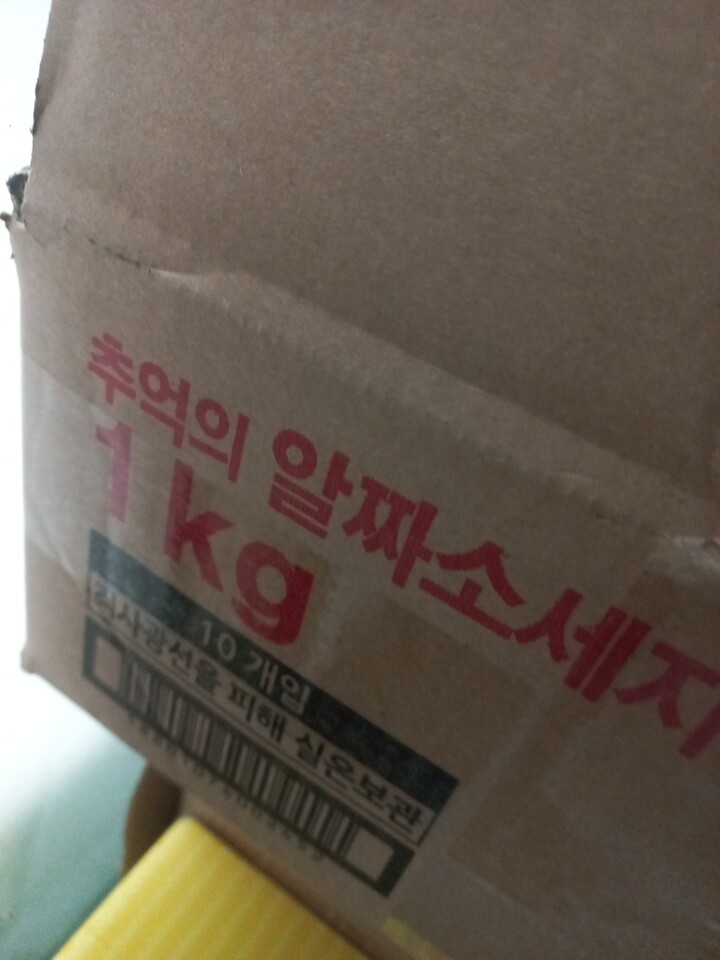 추억의 알짜소세지
1kg
10개입
직사광선을 피해 실온보관